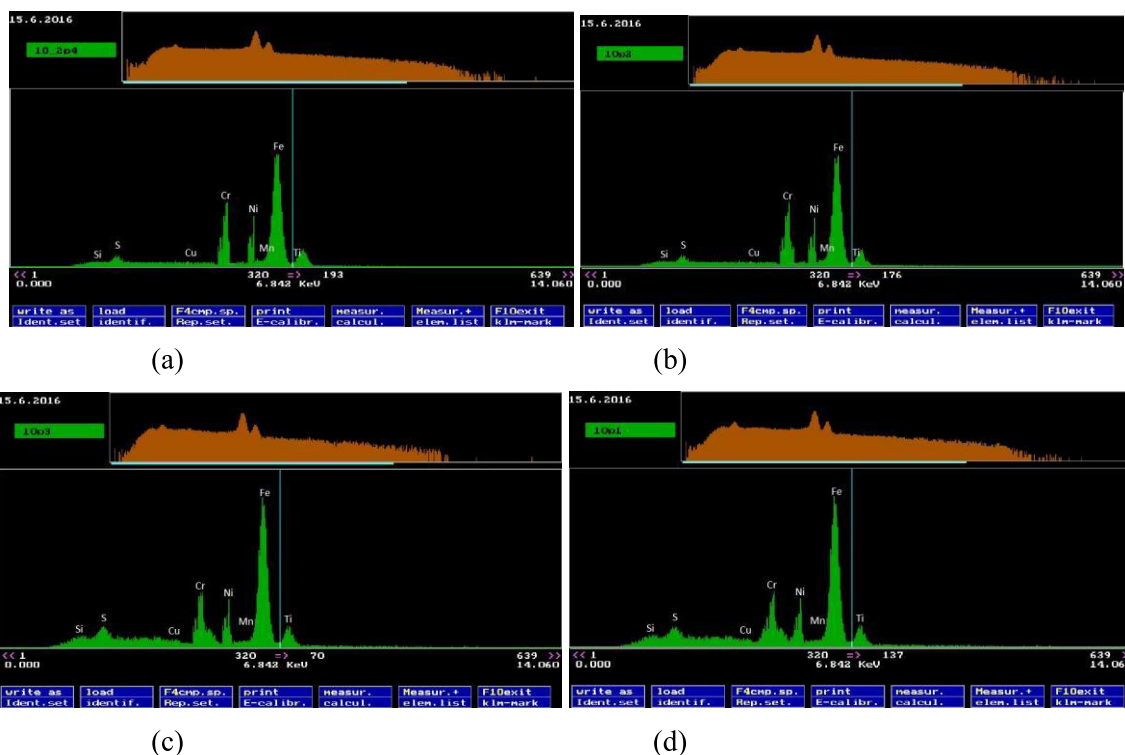 15.6.2016
10_2p4
Fe
Cr
Ni
S
Si
Cu
Mn
Ti
<< 1 320 => 193 639 >>
0.000 6.842 KeV 14.060
write as load F4cmp.sp. print measur. Measur.+ F10exit
Ident.set identif. Rep.set. E-calibr. calcul. elem.list klm-mark
(a)
15.6.2016
10p2
Fe
Cr
Ni
S
Si
Cu
Mn
Ti
<< 1 320 => 176 639 >>
0.000 6.842 KeV 14.060
write as load F4cmp.sp. print measur. Measur.+ F10exit
Ident.set identif. Rep.set. E-calibr. calcul. elem.list klm-mark
(b)
15.6.2016
10p3
Fe
Cr
Ni
S
Si
Cu
Mn
Ti
<< 1 320 => 70 639 >>
0.000 6.842 KeV 14.060
write as load F4cmp.sp. print measur. Measur.+ F10exit
Ident.set identif. Rep.set. E-calibr. calcul. elem.list klm-mark
(c)
15.6.2016
10p1
Fe
Cr
Ni
S
Si
Cu
Mn
Ti
<< 1 320 => 137 639 >>
0.000 6.842 KeV 14.06
write as load F4cmp.sp. print measur. Measur.+ F10exit
Ident.set identif. Rep.set. E-calibr. calcul. elem.list klm-mark
(d)